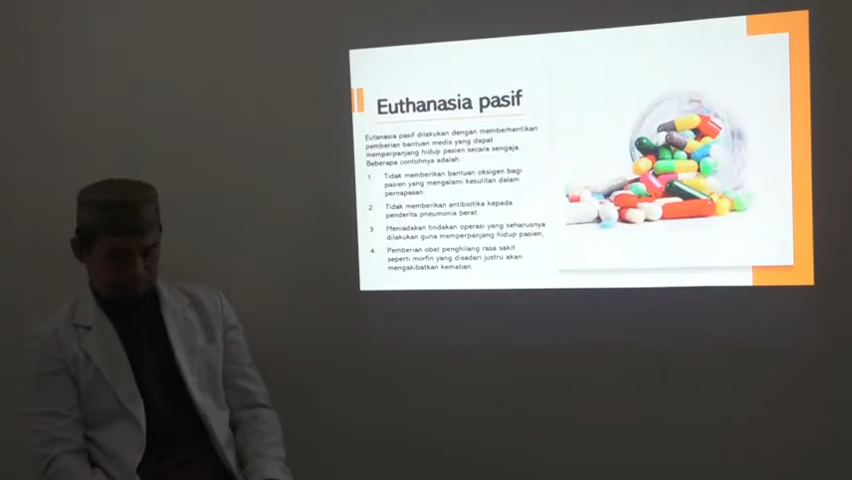 Euthanasia pasif
Eutanasia pasif dilakukan dengan memberhentikan
pemberian bantuan medis yang dapat
memperpanjang hidup pasien secara sengaja.
Beberapa contohnya adalah
1. Tidak memberikan bantuan oksigen bagi
pasien yang mengalami kesulitan dalam
pernapasan.
2. Tidak memberikan antibiotika kepada
penderita pneumonia berat.
3 Meniadakan tindakan operasi yang seharusnya
dilakukan guna memperpanjang hidup pasien.
4. Pemberian obat penghilang rasa sakit
seperti morfin yang disadari justru akan
mengakibatkan kematian.